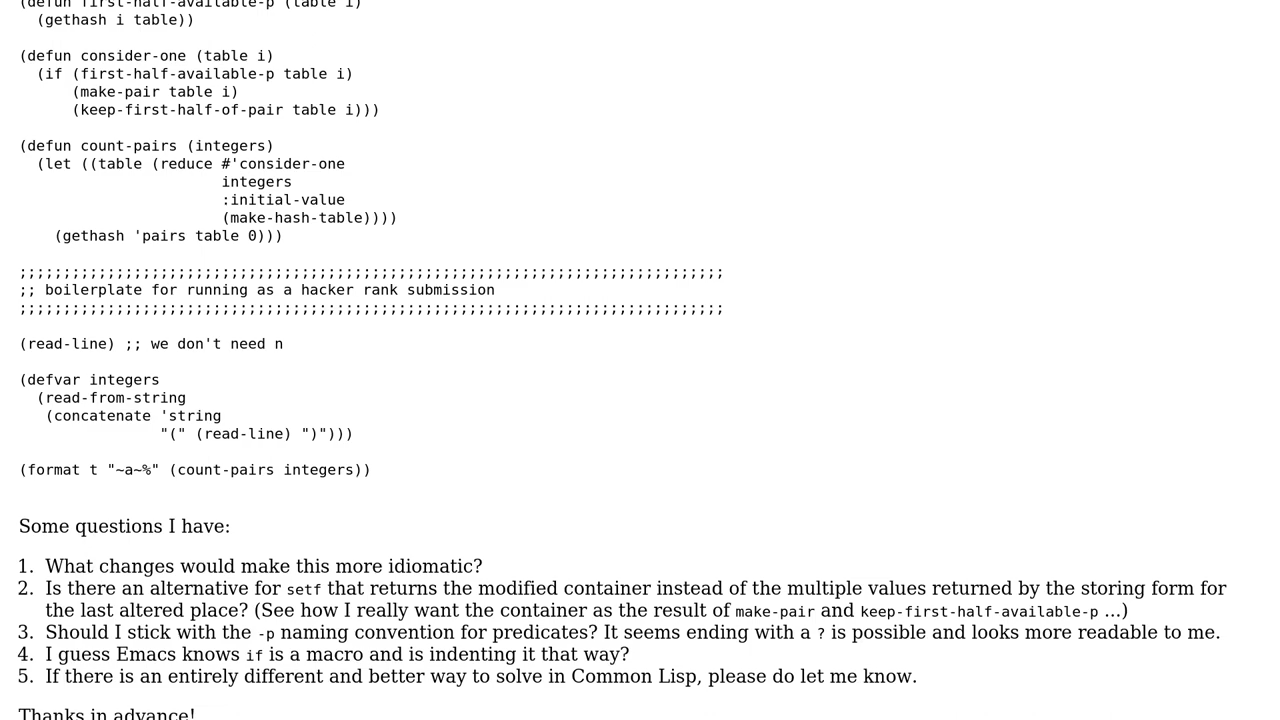 (defun first-half-available-p (table i)
  (gethash i table))

(defun consider-one (table i)
  (if (first-half-available-p table i)
      (make-pair table i)
      (keep-first-half-of-pair table i)))

(defun count-pairs (integers)
  (let ((table (reduce #'consider-one
                       integers
                       :initial-value
                       (make-hash-table))))
    (gethash 'pairs table 0)))

;;;;;;;;;;;;;;;;;;;;;;;;;;;;;;;;;;;;;;;;;;;;;;;;;;;;;;;;;;;;;;;;;;;;;;;;;;;;;;;;
;; boilerplate for running as a hacker rank submission
;;;;;;;;;;;;;;;;;;;;;;;;;;;;;;;;;;;;;;;;;;;;;;;;;;;;;;;;;;;;;;;;;;;;;;;;;;;;;;;;

(read-line) ;; we don't need n

(defvar integers
  (read-from-string
   (concatenate 'string
                "(" (read-line) ")")))

(format t "~a~%" (count-pairs integers))

Some questions I have:

1. What changes would make this more idiomatic?
2. Is there an alternative for setf that returns the modified container instead of the multiple values returned by the storing form for
the last altered place? (See how I really want the container as the result of make-pair and keep-first-half-available-p ...)
3. Should I stick with the -p naming convention for predicates? It seems ending with a ? is possible and looks more readable to me.
4. I guess Emacs knows if is a macro and is indenting it that way?
5. If there is an entirely different and better way to solve in Common Lisp, please do let me know.

Thanks in advance!